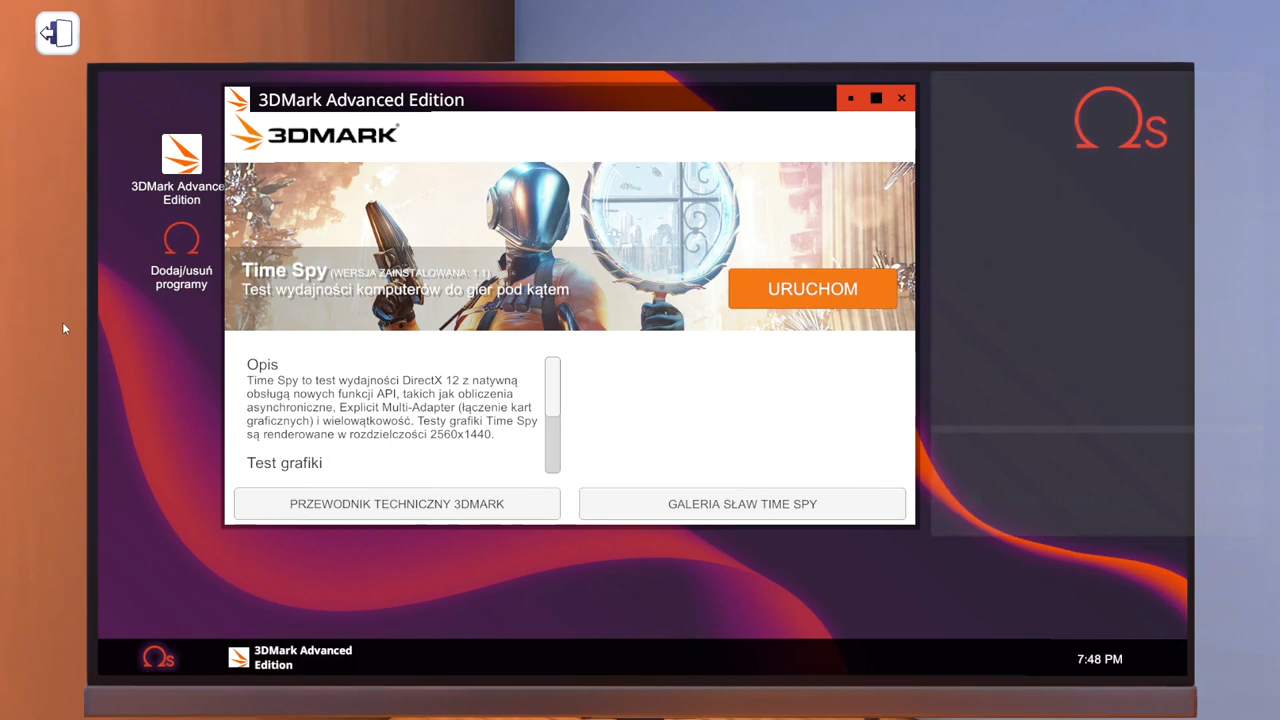 3DMark Advanced Edition
3DMARK
3DMark Advance
Edition
Dodaj/usuń
programy
Time Spy (WERSJA ZAINSTALOWANA: 1.1)
Test wydajności komputerów do gier pod kątem
URUCHOM
Opis
Time Spy to test wydajności DirectX 12 z natywną
obsługą nowych funkcji API, takich jak obliczenia
asynchroniczne, Explicit Multi-Adapter (łączenie kart
graficznych) i wielowątkowość. Testy grafiki Time Spy
są renderowane w rozdzielczości 2560x1440.
Test grafiki
PRZEWODNIK TECHNICZNY 3DMARK
GALERIA SŁAW TIME SPY
Ωs
Ωs
3DMark Advanced
Edition
7:48 PM